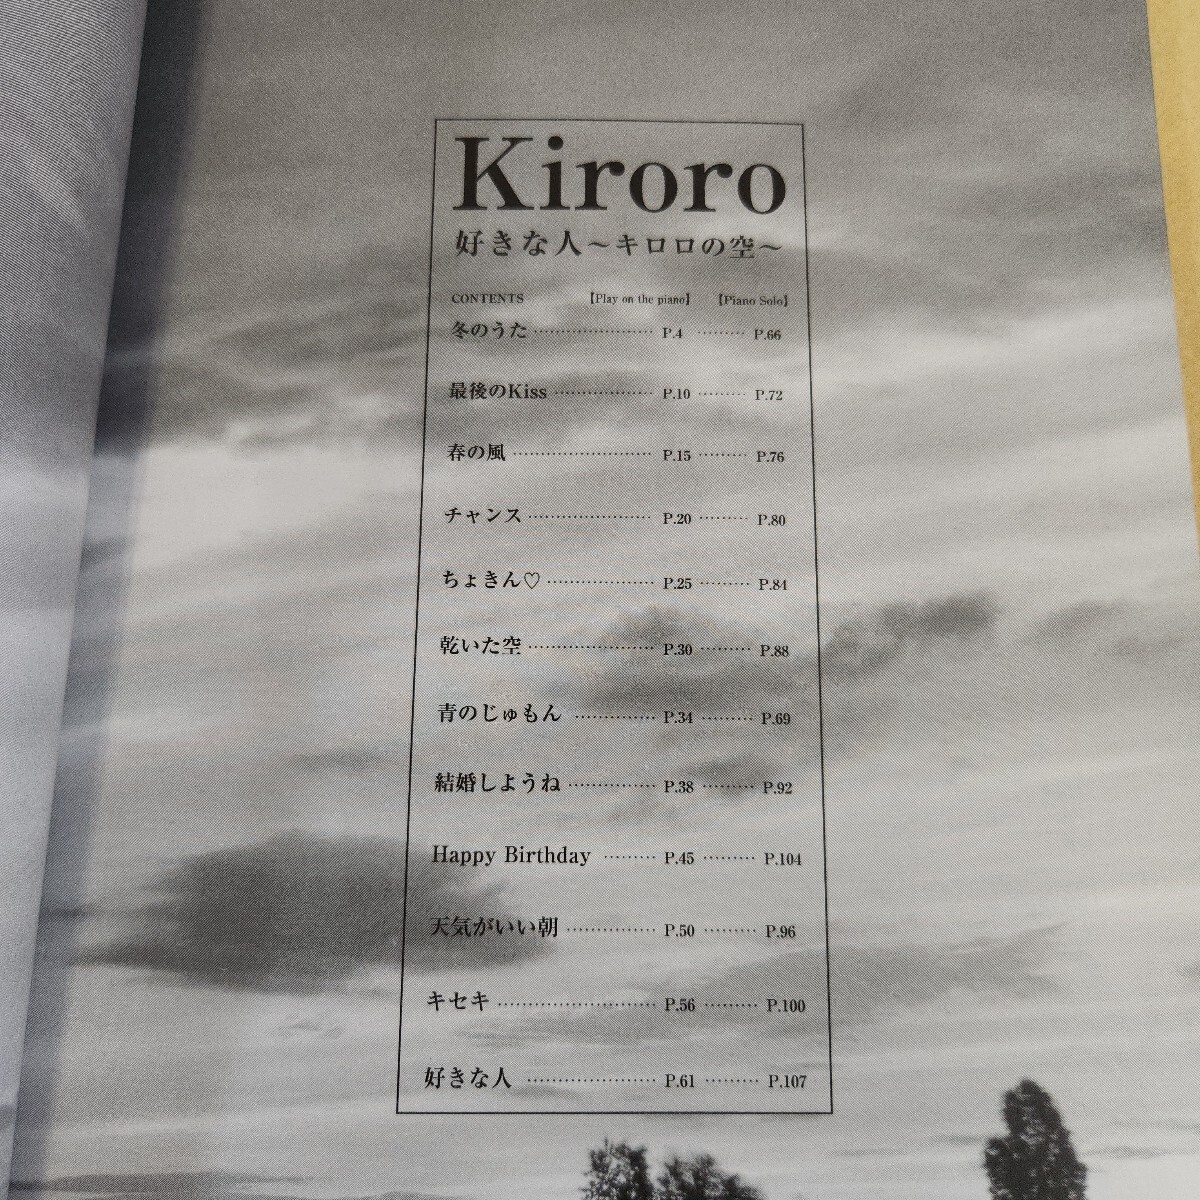 Kiroro
好きな人～キロロの空～
CONTENTS 【Play on the piano】 【Piano Solo】
冬のうた ………………… P.4 ……… P.66
最後のKiss ……………… P.10 ……… P.72
春の風 …………………… P.15 ……… P.76
チャンス ………………… P.20 ……… P.80
ちょきん♡ ……………… P.25 ……… P.84
乾いた空 ………………… P.30 ……… P.88
青のじゅもん …………… P.34 ……… P.69
結婚しようね …………… P.38 ……… P.92
Happy Birthday ……… P.45 ……… P.104
天気がいい朝 …………… P.50 ……… P.96
キセキ …………………… P.56 ……… P.100
好きな人 ………………… P.61 ……… P.107